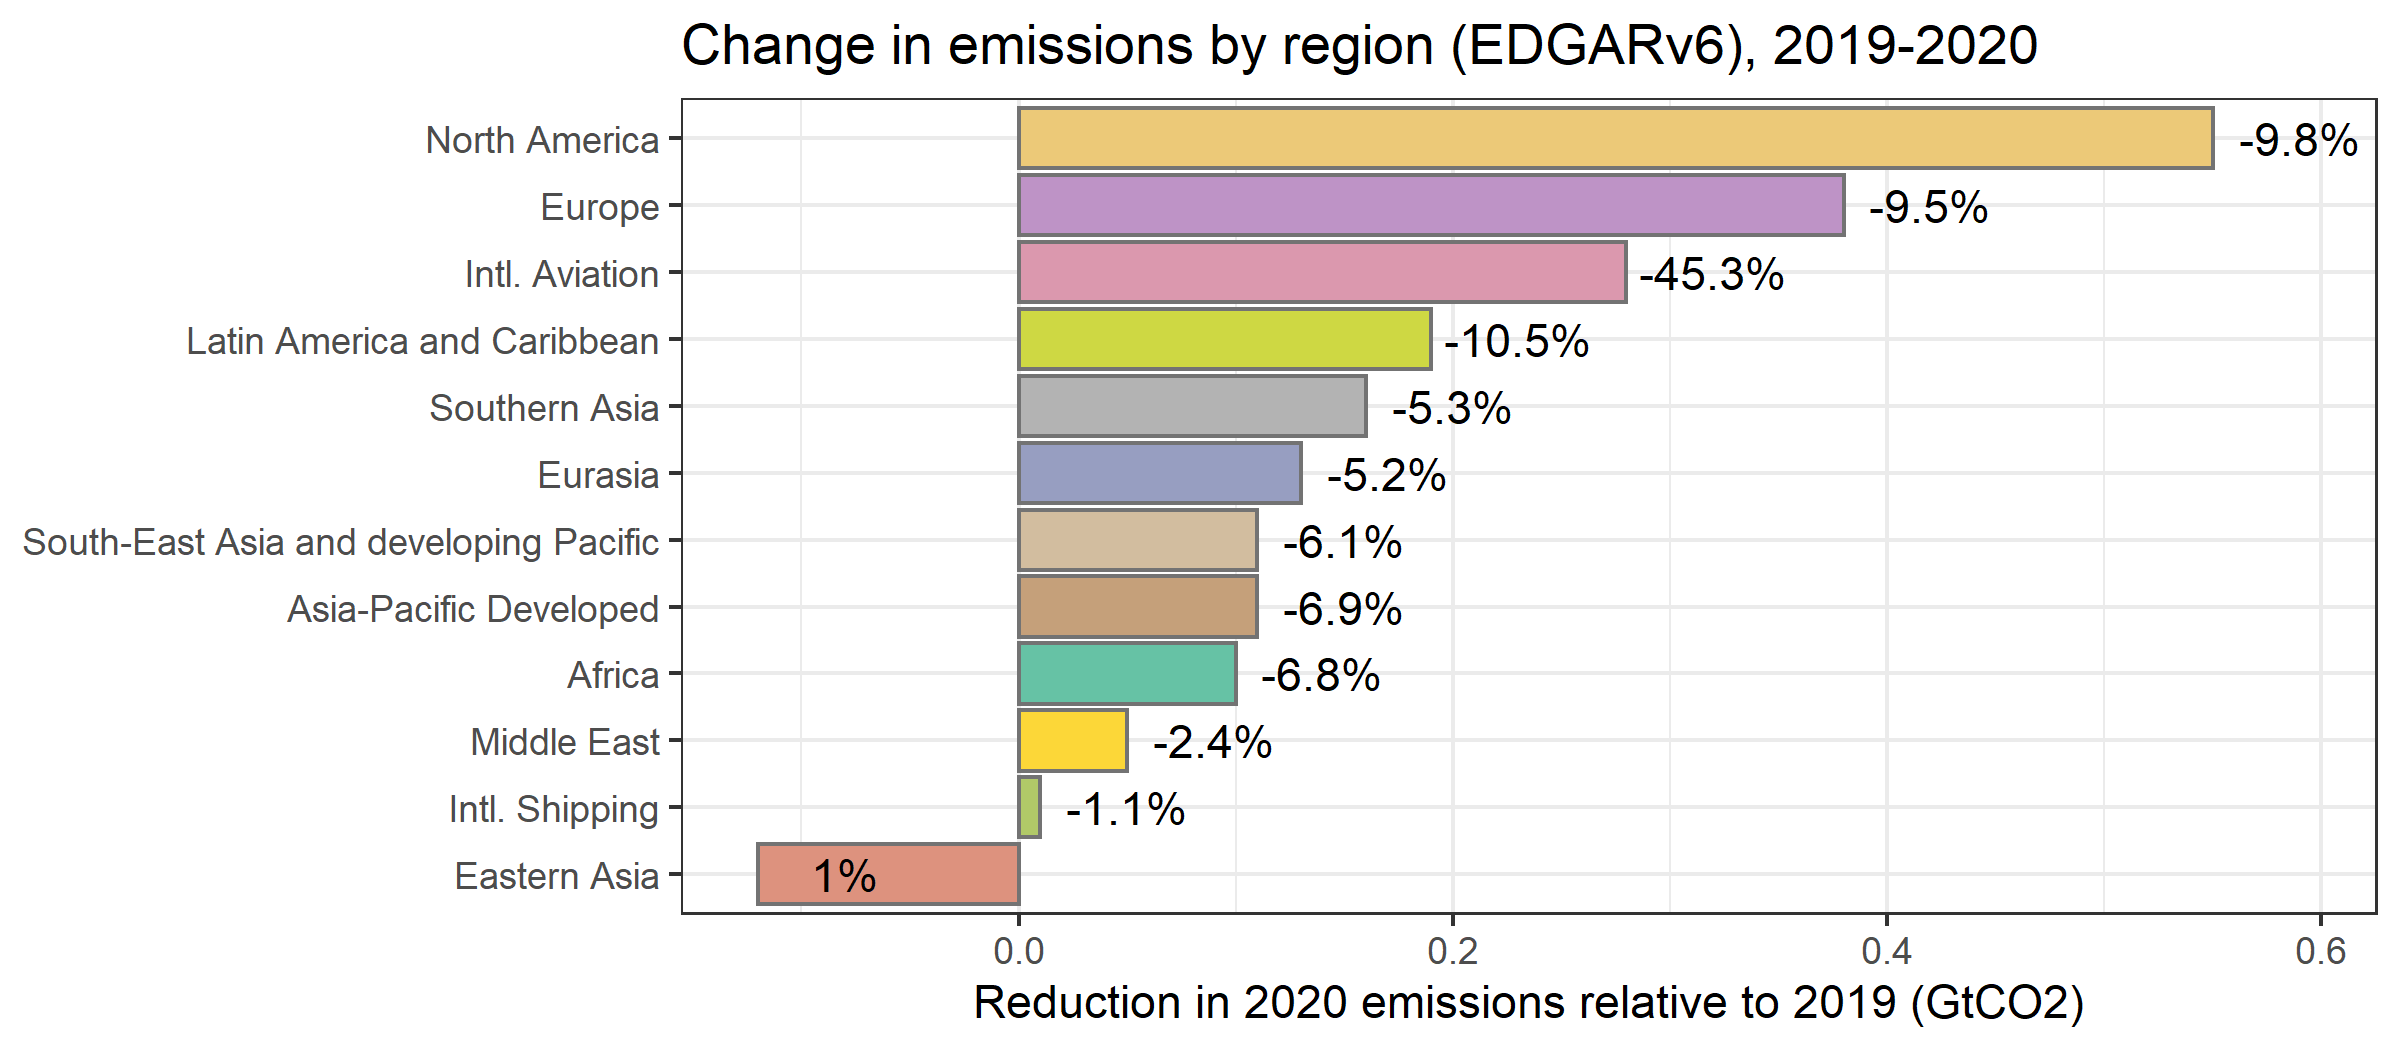 Change in emissions by region (EDGARv6), 2019-2020
North America -9.8%
Europe -9.5%
Intl. Aviation -45.3%
Latin America and Caribbean -10.5%
Southern Asia -5.3%
Eurasia -5.2%
South-East Asia and developing Pacific -6.1%
Asia-Pacific Developed -6.9%
Africa -6.8%
Middle East -2.4%
Intl. Shipping -1.1%
Eastern Asia 1%
0.0 0.2 0.4 0.6
Reduction in 2020 emissions relative to 2019 (GtCO2)